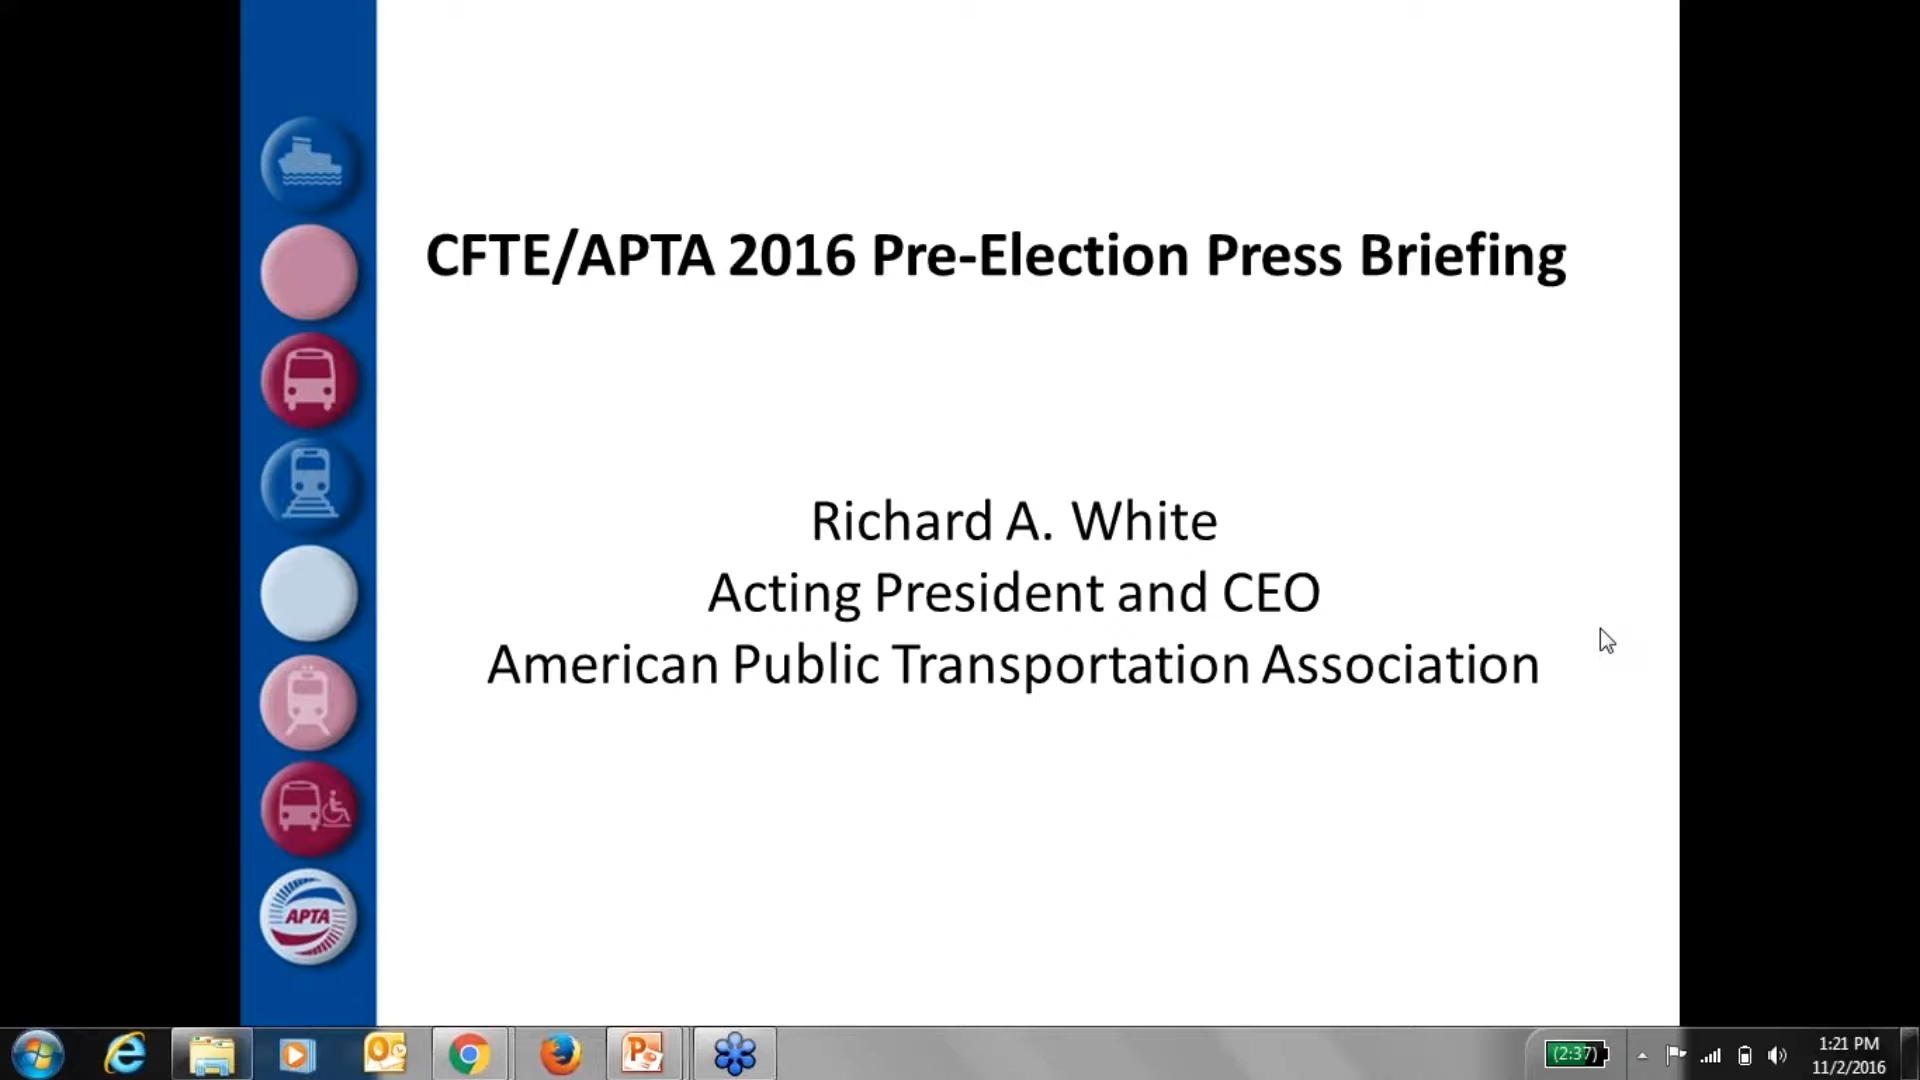 CFTE/APTA 2016 Pre-Election Press Briefing
Richard A. White
Acting President and CEO
American Public Transportation Association
APTA
(2:37)
1:21 PM
11/2/2016